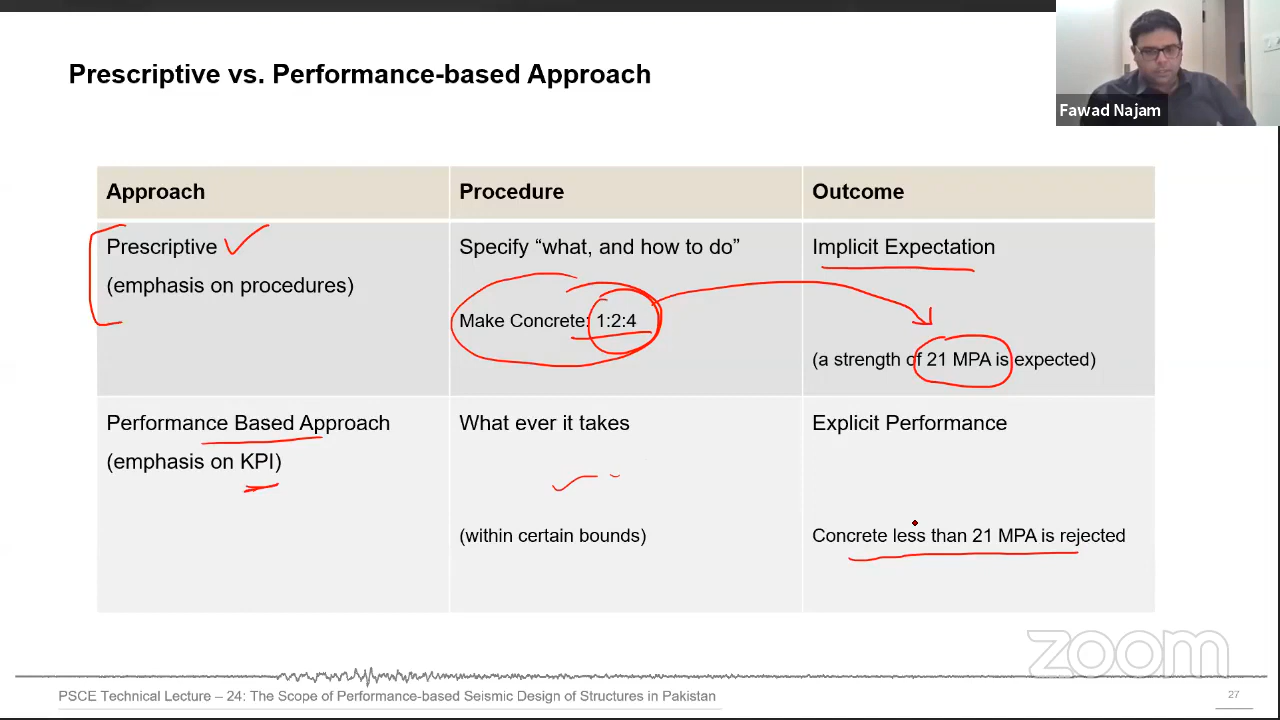 Prescriptive vs. Performance-based Approach
Fawad Najam
Approach Procedure Outcome
Prescriptive
(emphasis on procedures)
Specify “what, and how to do”
Make Concrete: 1:2:4
Implicit Expectation
(a strength of 21 MPA is expected)
Performance Based Approach
(emphasis on KPI)
What ever it takes
(within certain bounds)
Explicit Performance
Concrete less than 21 MPA is rejected
zoom
PSCE Technical Lecture – 24: The Scope of Performance-based Seismic Design of Structures in Pakistan
27